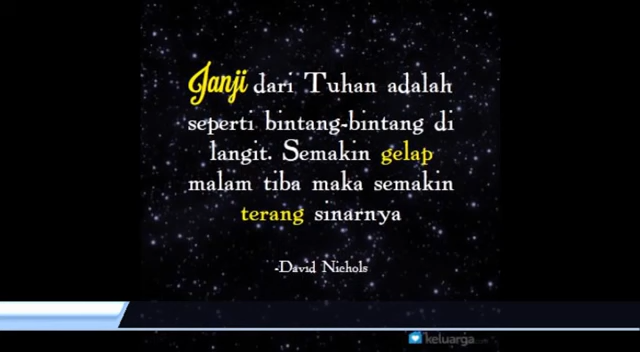 Janji dari Tuhan adalah
seperti bintang-bintang di
langit. Semakin gelap
malam tiba maka semakin
terang sinarnya
-David Nichols
keluarga.com